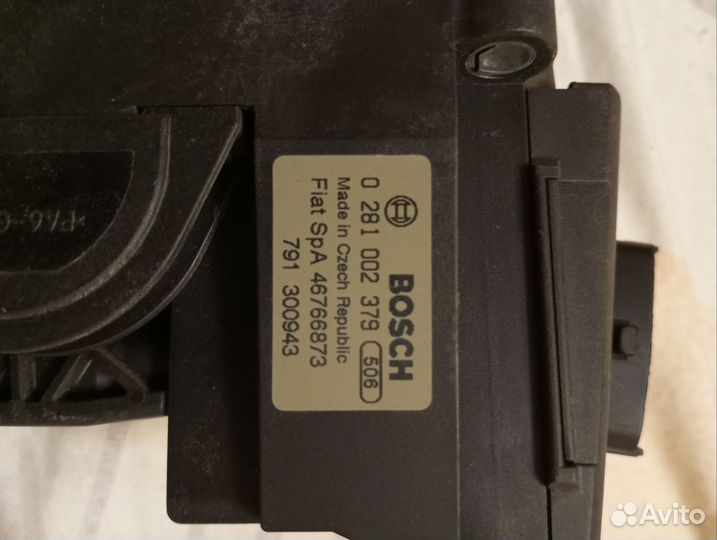 BOSCH
0 281 002 379 506
Made in Czech Republic
Fiat SpA 46766873
791 300943
Avito